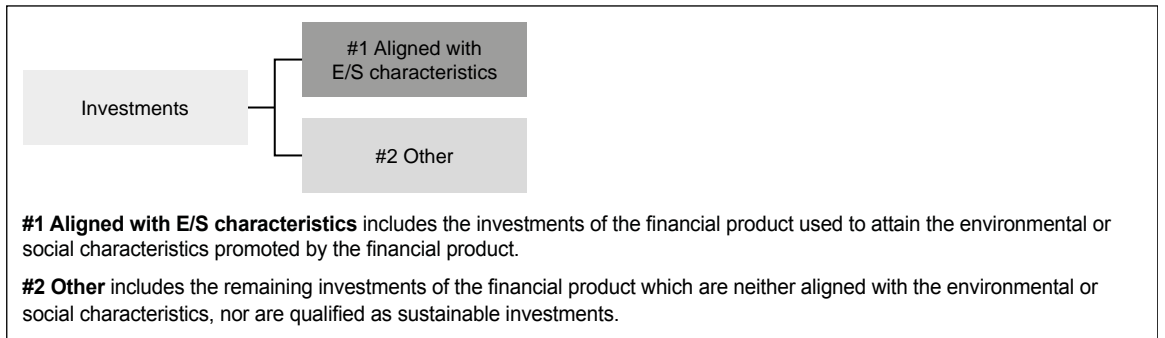 #1 Aligned with
E/S characteristics
Investments
#2 Other
#1 Aligned with E/S characteristics includes the investments of the financial product used to attain the environmental or
social characteristics promoted by the financial product.
#2 Other includes the remaining investments of the financial product which are neither aligned with the environmental or
social characteristics, nor are qualified as sustainable investments.